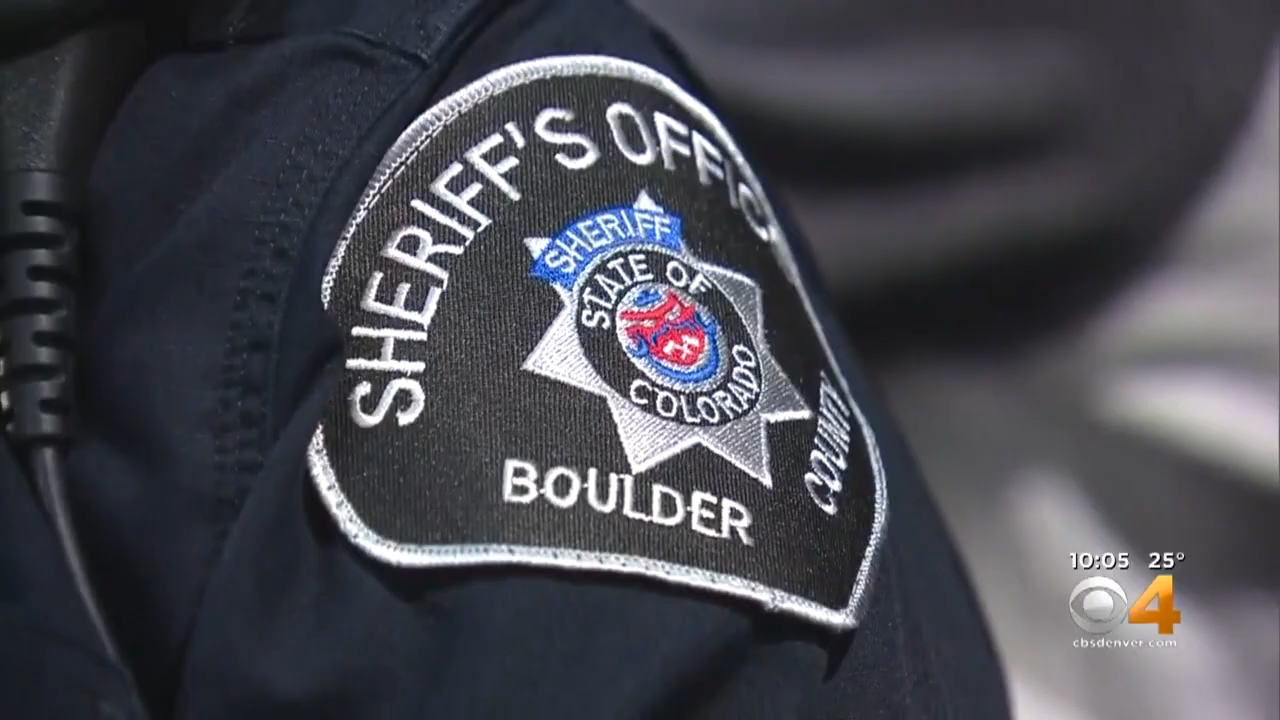 SHERIFF'S OFFIC
SHERIFF
STATE OF
COLORADO
BOULDER
COUNTY
10:05 25°
4
cbsdenver.com